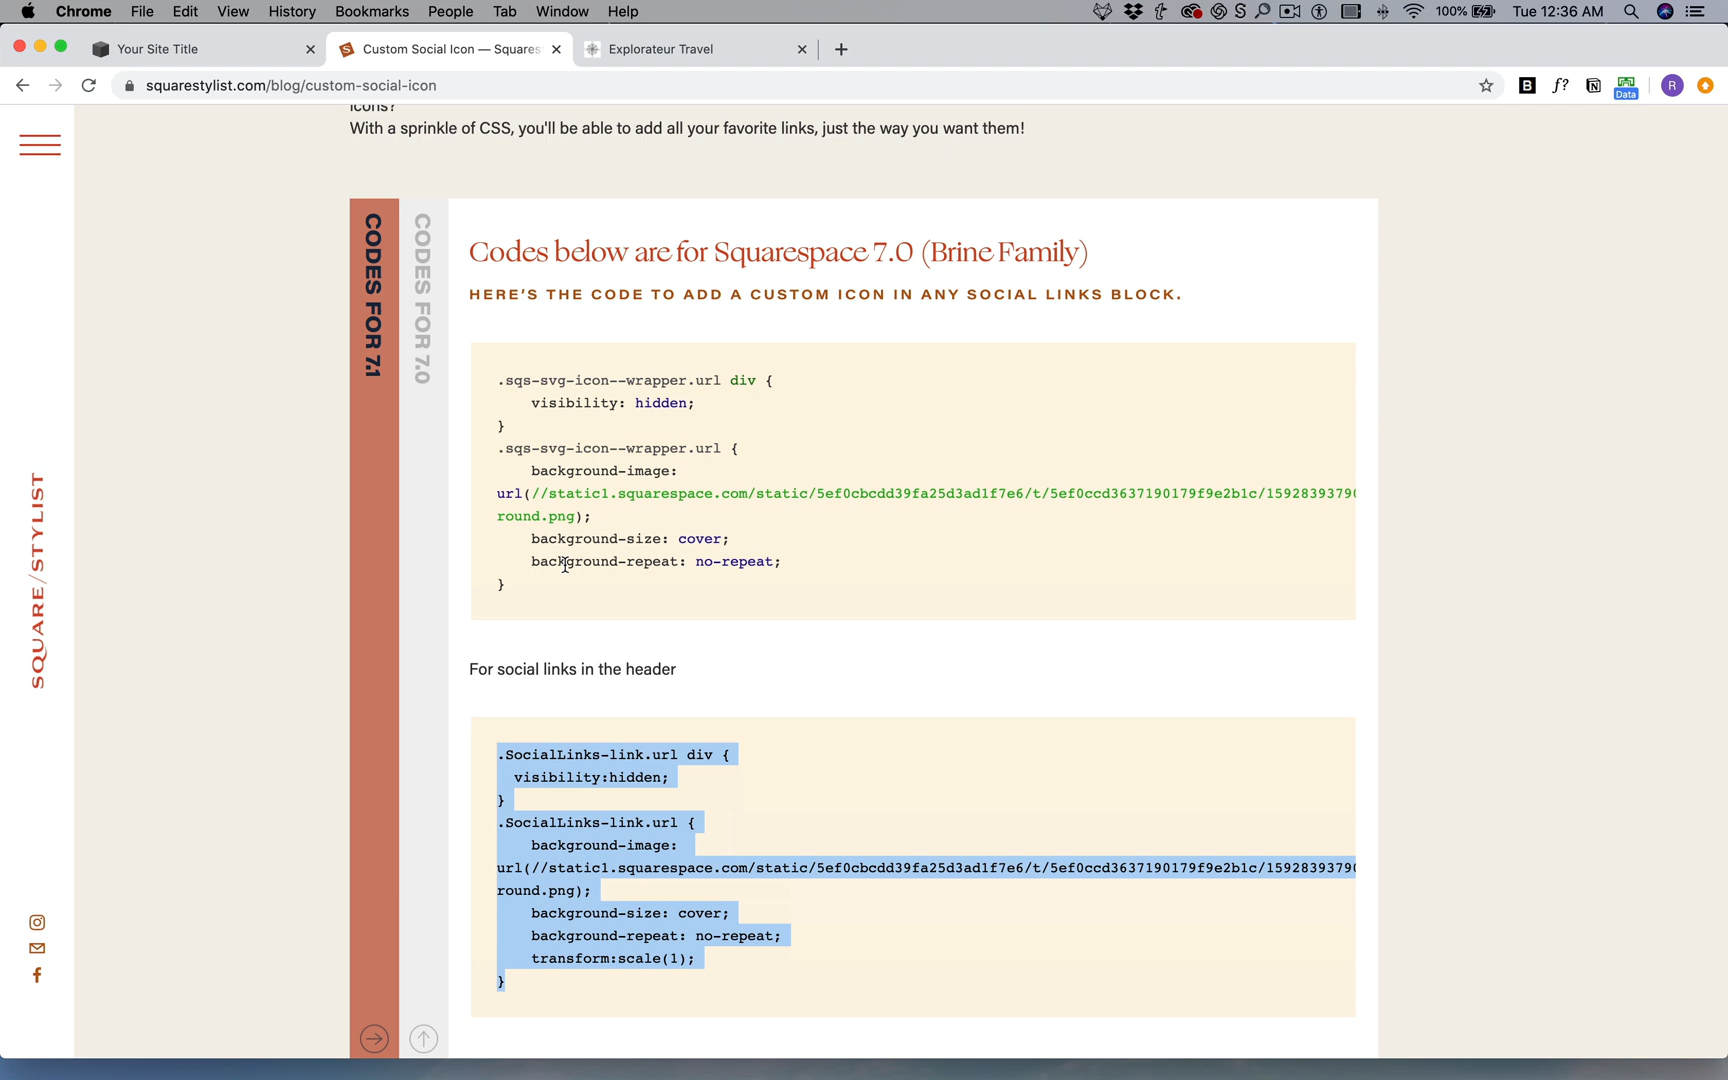 Chrome File Edit View History Bookmarks People Tab Window Help
100% Tue 12:36 AM
Your Site Title
Custom Social Icon — Squares
Explorateur Travel
squarestylist.com/blog/custom-social-icon
B
f?
Data
R
icons?
With a sprinkle of CSS, you'll be able to add all your favorite links, just the way you want them!
CODES FOR 7.1
CODES FOR 7.0
SQUARE/STYLIST
Codes below are for Squarespace 7.0 (Brine Family)
HERE'S THE CODE TO ADD A CUSTOM ICON IN ANY SOCIAL LINKS BLOCK.
.sqs-svg-icon--wrapper.url div {
visibility: hidden;
}
.sqs-svg-icon--wrapper.url {
background-image:
url(//static1.squarespace.com/static/5ef0cbcdd39fa25d3ad1f7e6/t/5ef0ccd3637190179f9e2b1c/159283937
round.png);
background-size: cover;
background-repeat: no-repeat;
}
For social links in the header
.SocialLinks-link.url div {
visibility:hidden;
}
.SocialLinks-link.url {
background-image:
url(//static1.squarespace.com/static/5ef0cbcdd39fa25d3ad1f7e6/t/5ef0ccd3637190179f9e2b1c/159283937
round.png);
background-size: cover;
background-repeat: no-repeat;
transform:scale(1);
}